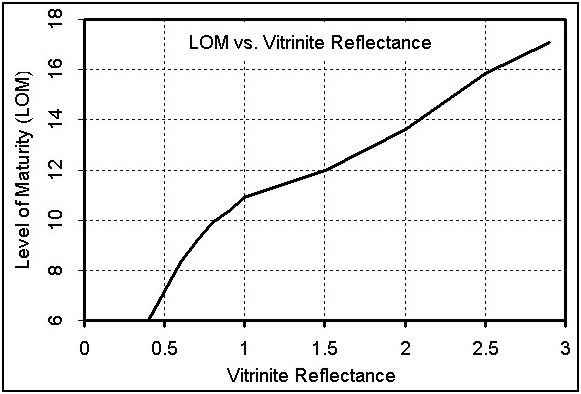 LOM vs. Vitrinite Reflectance
Level of Maturity (LOM)
18
16
14
12
10
8
6
0 0.5 1 1.5 2 2.5 3
Vitrinite Reflectance